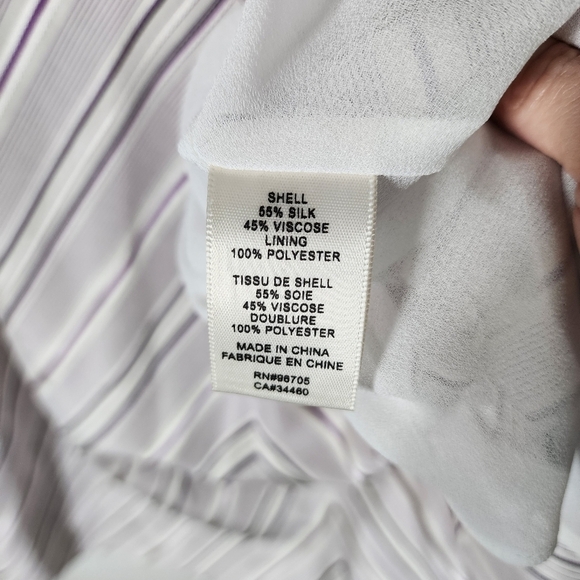 SHELL
55% SILK
45% VISCOSE
LINING
100% POLYESTER
TISSU DE SHELL
55% SOIE
45% VISCOSE
DOUBLURE
100% POLYESTER
MADE IN CHINA
FABRIQUE EN CHINE
RN#96705
CA#34460